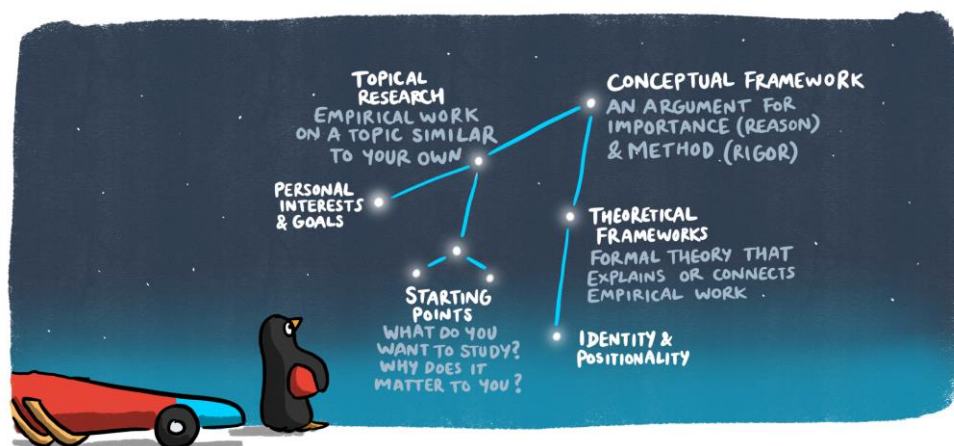 TOPICAL
RESEARCH
EMPIRICAL WORK
ON A TOPIC SIMILAR
TO YOUR OWN
CONCEPTUAL FRAMEWORK
AN ARGUMENT FOR
IMPORTANCE (REASON)
& METHOD (RIGOR)
PERSONAL
INTERESTS
& GOALS
THEORETICAL
FRAMEWORKS
FORMAL THEORY THAT
EXPLAINS OR CONNECTS
EMPIRICAL WORK
STARTING
POINTS
WHAT DO YOU
WANT TO STUDY?
WHY DOES IT
MATTER TO YOU?
IDENTITY &
POSITIONALITY